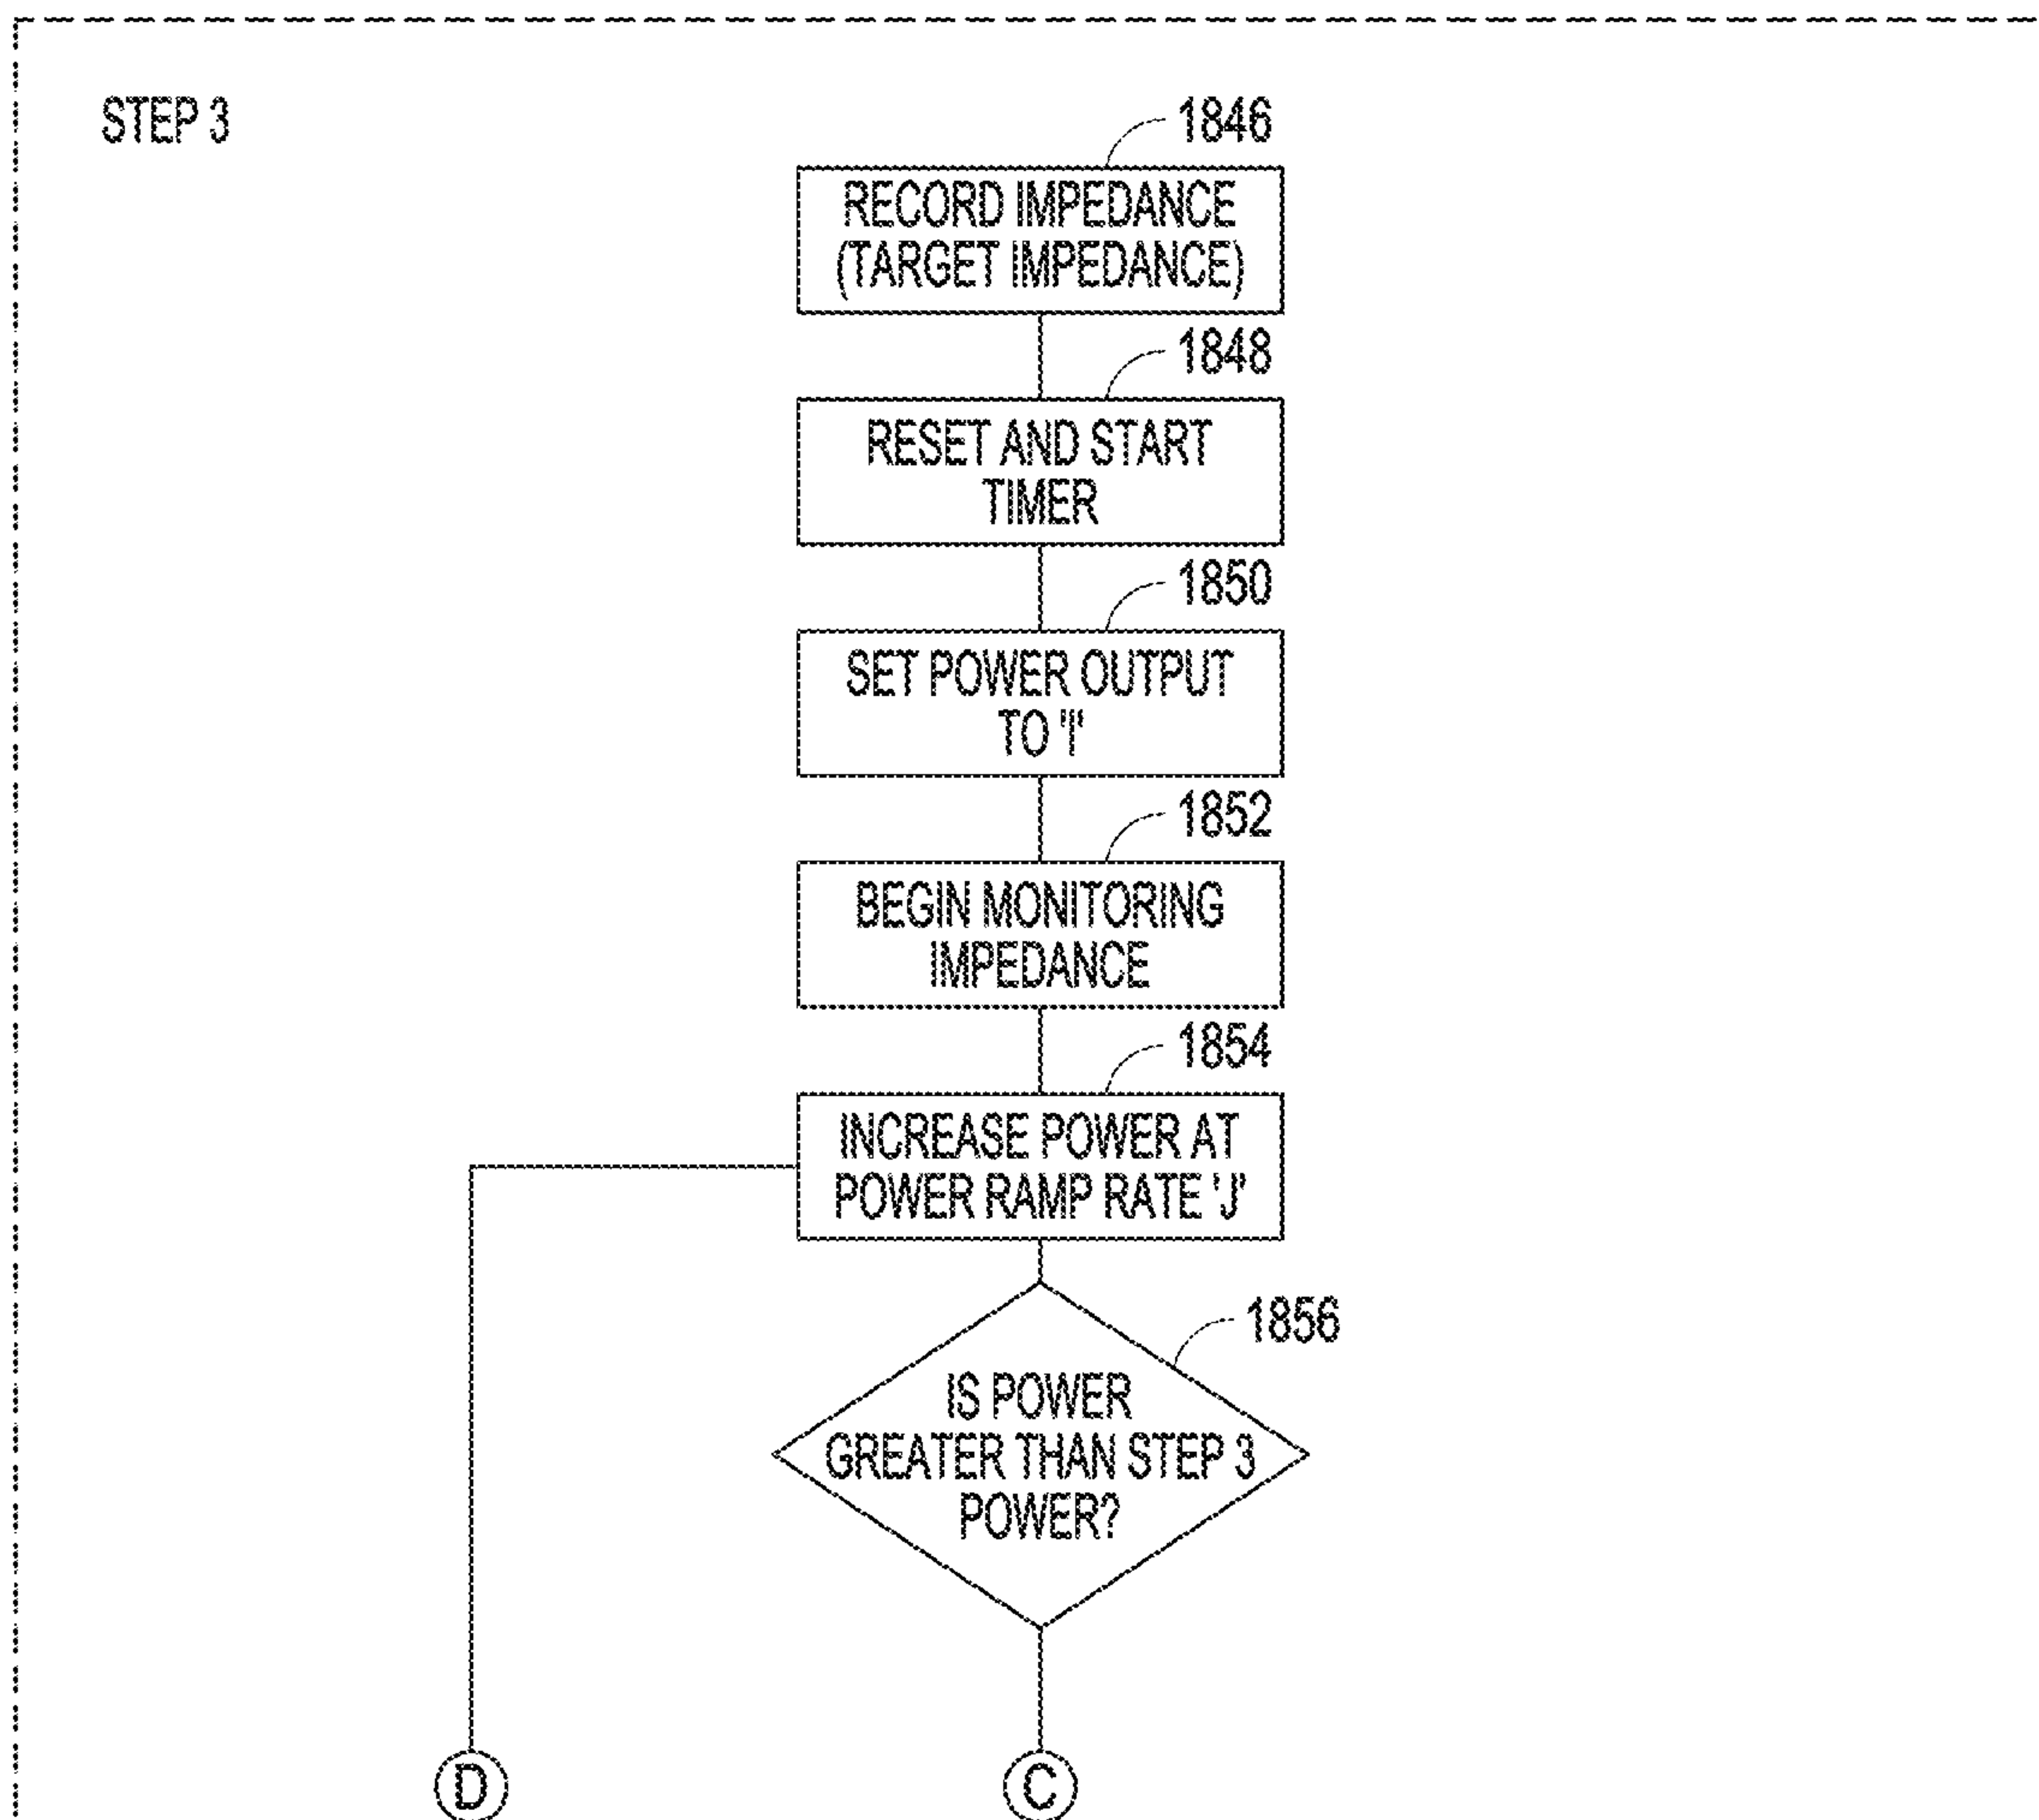 STEP 3
1846
RECORD IMPEDANCE
(TARGET IMPEDANCE)
1848
RESET AND START
TIMER
1850
SET POWER OUTPUT
TO 'I'
1852
BEGIN MONITORING
IMPEDANCE
1854
INCREASE POWER AT
POWER RAMP RATE 'J'
1856
IS POWER
GREATER THAN STEP 3
POWER?
D
C